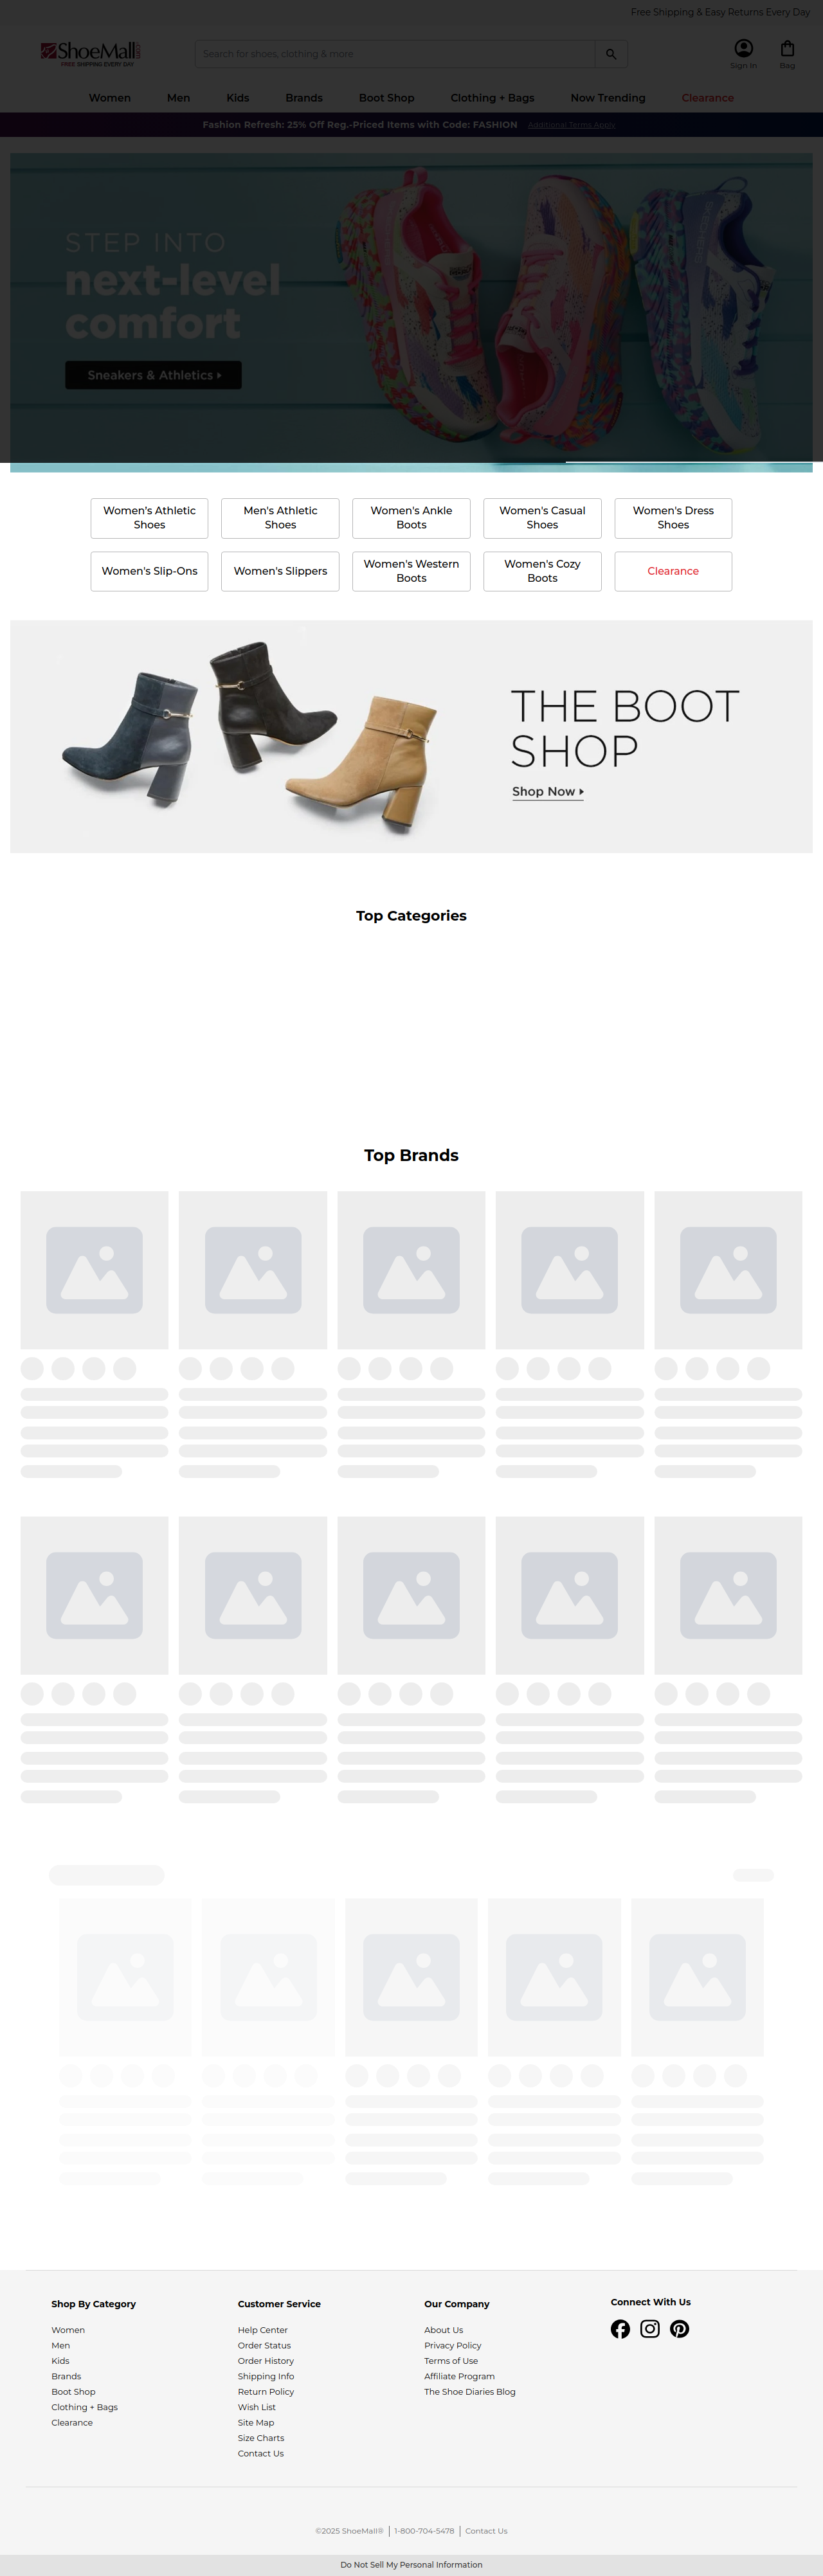 Free Shipping & Easy Returns Every Day
ShoeMall
.COM
FREE SHIPPING EVERY DAY
Search for shoes, clothing & more
Sign In
Bag
Women Men Kids Brands Boot Shop Clothing + Bags Now Trending Clearance
Fashion Refresh: 25% Off Reg.-Priced Items with Code: FASHION Additional Terms Apply
STEP INTO
next-level
comfort
Sneakers & Athletics
Women's Athletic
Shoes
Men's Athletic
Shoes
Women's Ankle
Boots
Women's Casual
Shoes
Women's Dress
Shoes
Women's Slip-Ons
Women's Slippers
Women's Western
Boots
Women's Cozy
Boots
Clearance
THE BOOT
SHOP
Shop Now
Top Categories
Top Brands
Shop By Category
Women
Men
Kids
Brands
Boot Shop
Clothing + Bags
Clearance
Customer Service
Help Center
Order Status
Order History
Shipping Info
Return Policy
Wish List
Site Map
Size Charts
Contact Us
Our Company
About Us
Privacy Policy
Terms of Use
Affiliate Program
The Shoe Diaries Blog
Connect With Us
©2025 ShoeMall® 1-800-704-5478 Contact Us
Do Not Sell My Personal Information